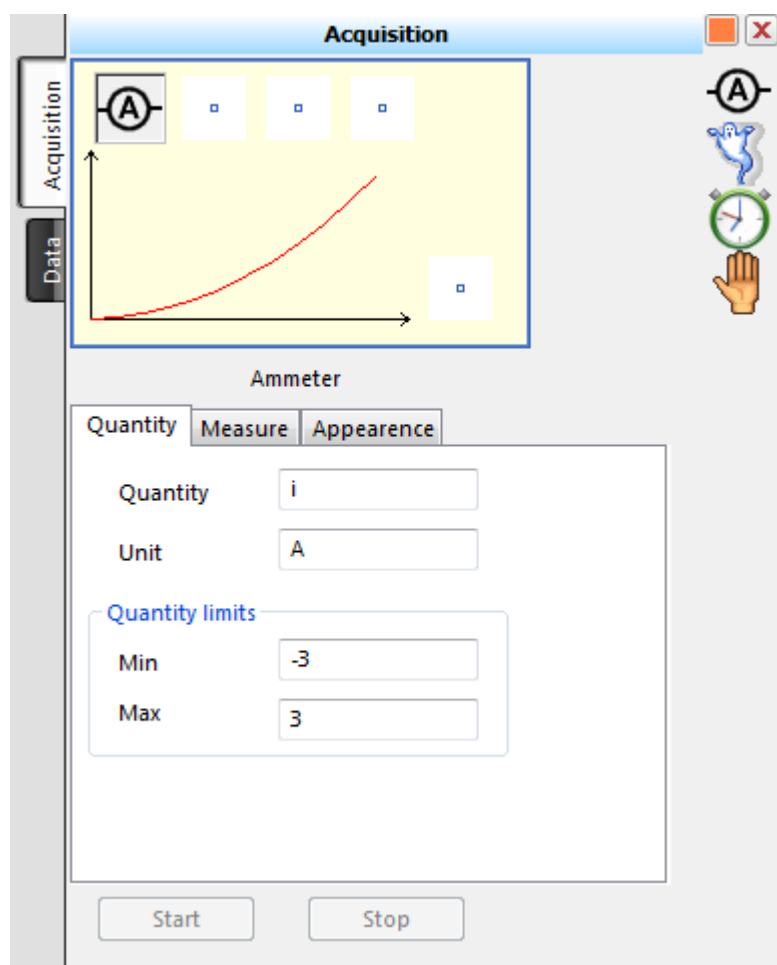 Acquisition
Acquisition
Data
A
A
Ammeter
Quantity Measure Appearence
Quantity i
Unit A
Quantity limits
Min -3
Max 3
Start Stop